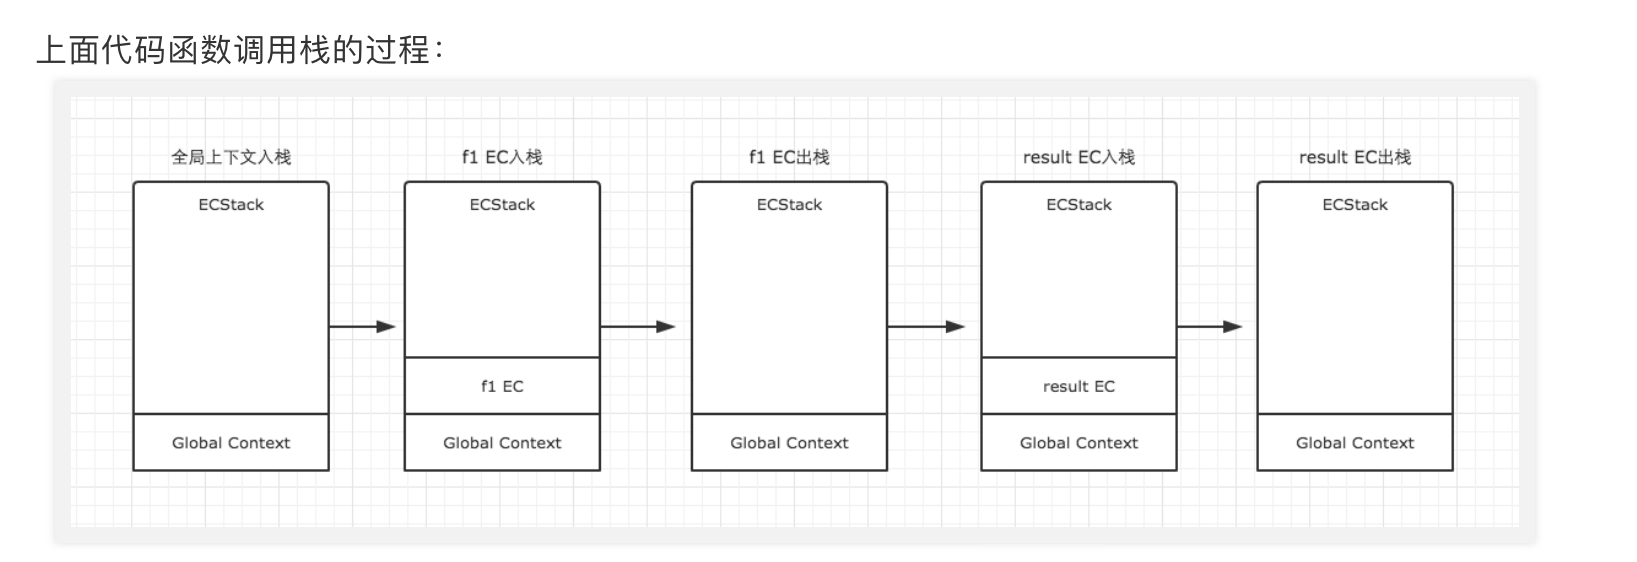 上面代码函数调用栈的过程：
全局上下文入栈
f1 EC入栈
f1 EC出栈
result EC入栈
result EC出栈
ECStack
ECStack
ECStack
ECStack
ECStack
f1 EC
result EC
Global Context
Global Context
Global Context
Global Context
Global Context